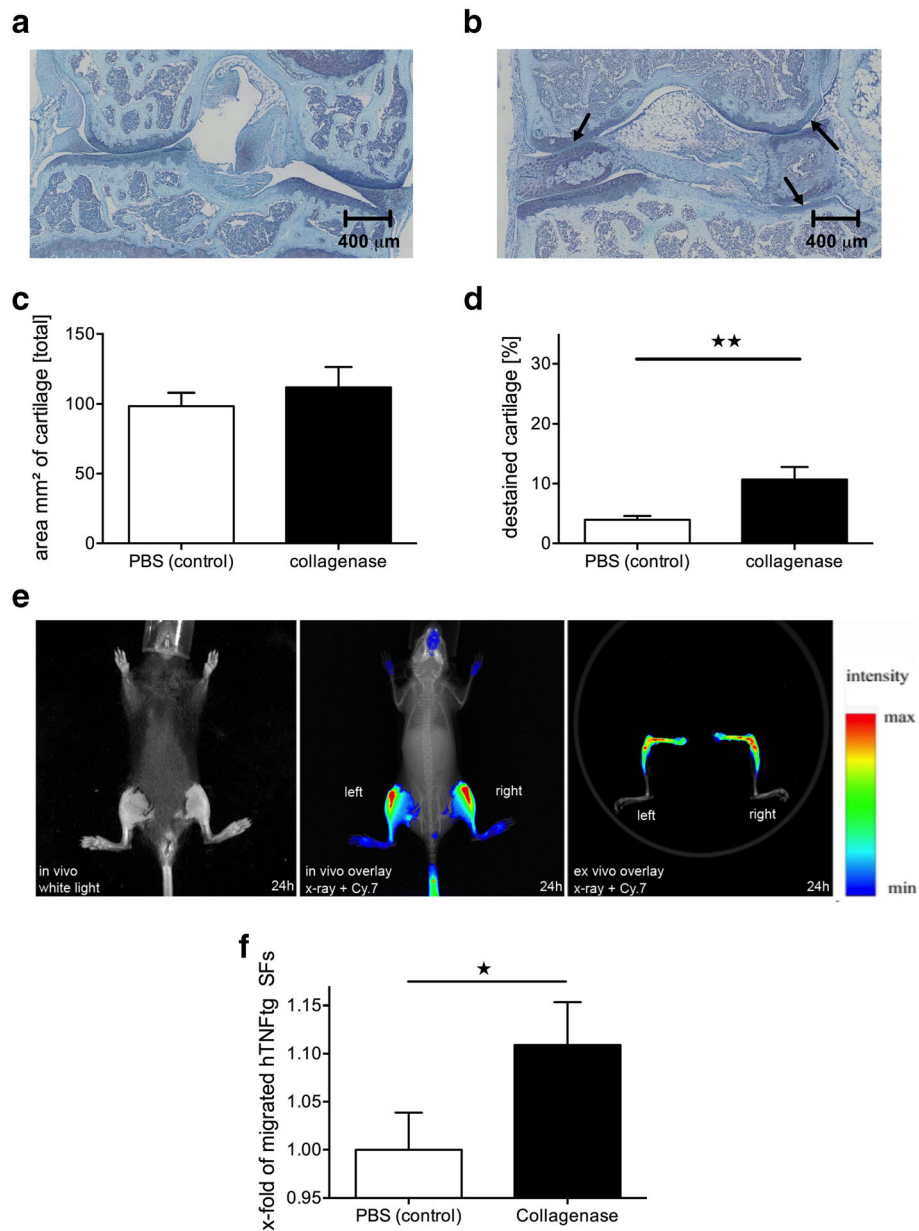 a
b
400 μm
400 μm
c
d
area mm² of cartilage [total]
150
100
50
0
PBS (control)
collagenase
destained cartilage [%]
30
20
10
0
★★
PBS (control)
collagenase
e
in vivo
white light
24h
left
right
in vivo overlay
x-ray + Cy.7
24h
left
right
ex vivo overlay
x-ray + Cy.7
24h
intensity
max
min
f
x-fold of migrated hTNFtg SFs
★
1.15
1.10
1.05
1.00
0.95
PBS (control)
Collagenase